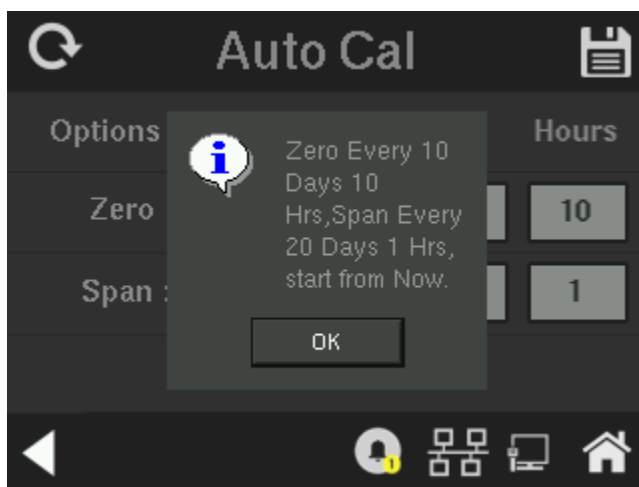 Auto Cal
Options
Hours
i
Zero Every 10
Days 10
Hrs,Span Every
20 Days 1 Hrs,
start from Now.
Zero
10
Span :
1
OK
1